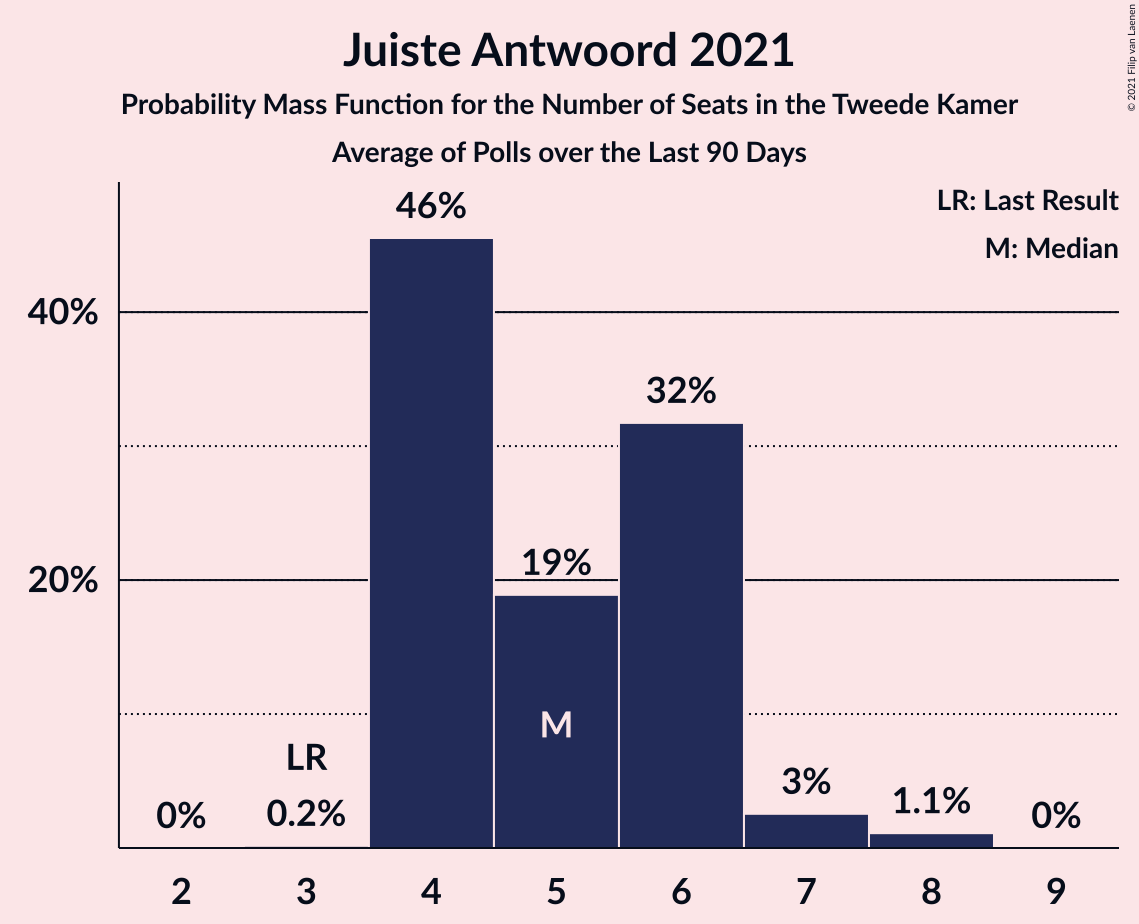 Juiste Antwoord 2021
Probability Mass Function for the Number of Seats in the Tweede Kamer
Average of Polls over the Last 90 Days
© 2021 Filip van Laenen
LR: Last Result
M: Median
46%
40%
32%
20%
19%
M
LR
0%
0.2%
3%
1.1%
0%
2 3 4 5 6 7 8 9